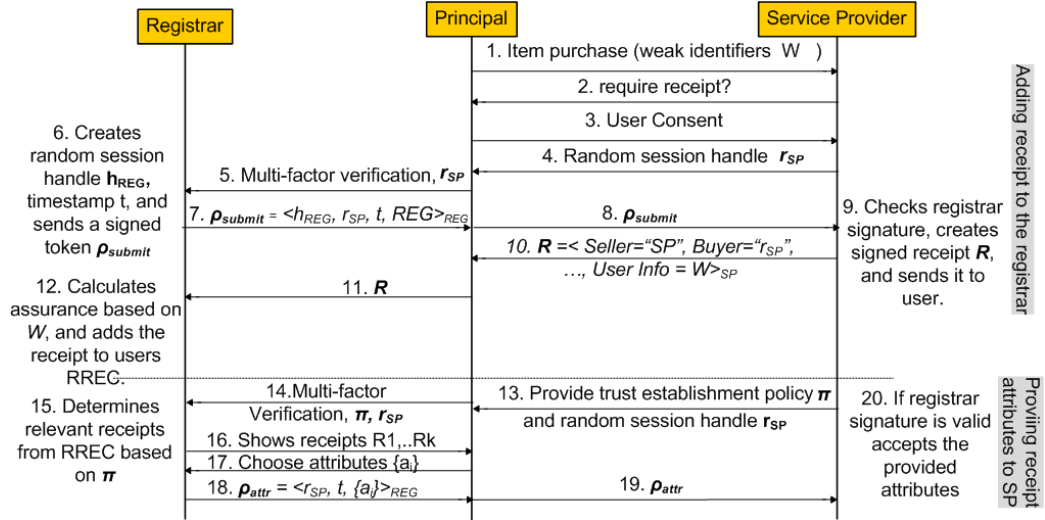 Registrar
Principal
Service Provider
1. Item purchase (weak identifiers W )
2. require receipt?
3. User Consent
4. Random session handle r_SP
5. Multi-factor verification, r_SP
6. Creates
random session
handle h_REG,
timestamp t, and
sends a signed
token ρ_submit
7. ρ_submit = <h_REG, r_SP, t, REG>_REG
8. ρ_submit
9. Checks registrar
signature, creates
signed receipt R,
and sends it to
user.
10. R =< Seller=“SP”, Buyer=“r_SP”,
…, User Info = W>_SP
11. R
12. Calculates
assurance based on
W, and adds the
receipt to users
RREC.
Adding receipt to the registrar
13. Provide trust establishment policy π
and random session handle r_SP
14.Multi-factor
Verification, π, r_SP
15. Determines
relevant receipts
from RREC based
on π
16. Shows receipts R1,..Rk
17. Choose attributes {a_i}
18. ρ_attr = <r_SP, t, {a_i}>_REG
19. ρ_attr
20. If registrar
signature is valid
accepts the
provided
attributes
Proviing receipt
attributes to SP